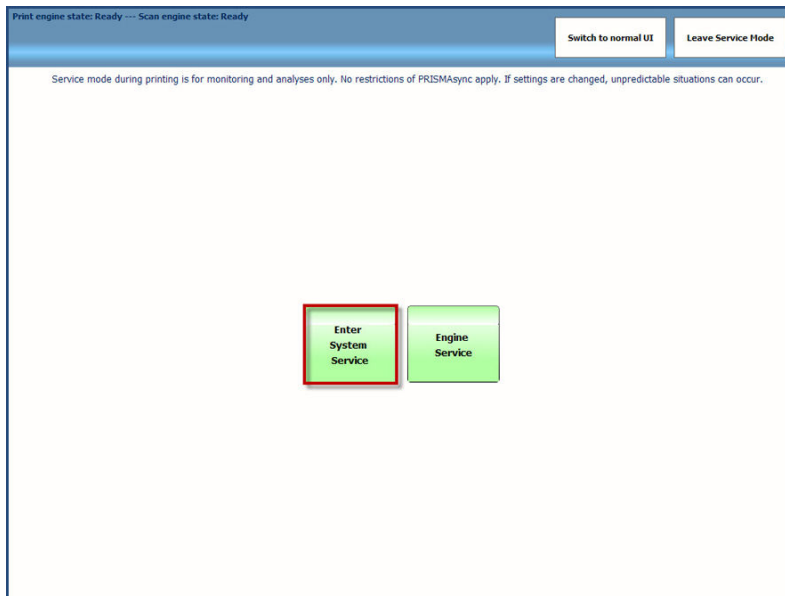 Print engine state: Ready --- Scan engine state: Ready
Switch to normal UI
Leave Service Mode
Service mode during printing is for monitoring and analyses only. No restrictions of PRISMAsync apply. If settings are changed, unpredictable situations can occur.
Enter
System
Service
Engine
Service